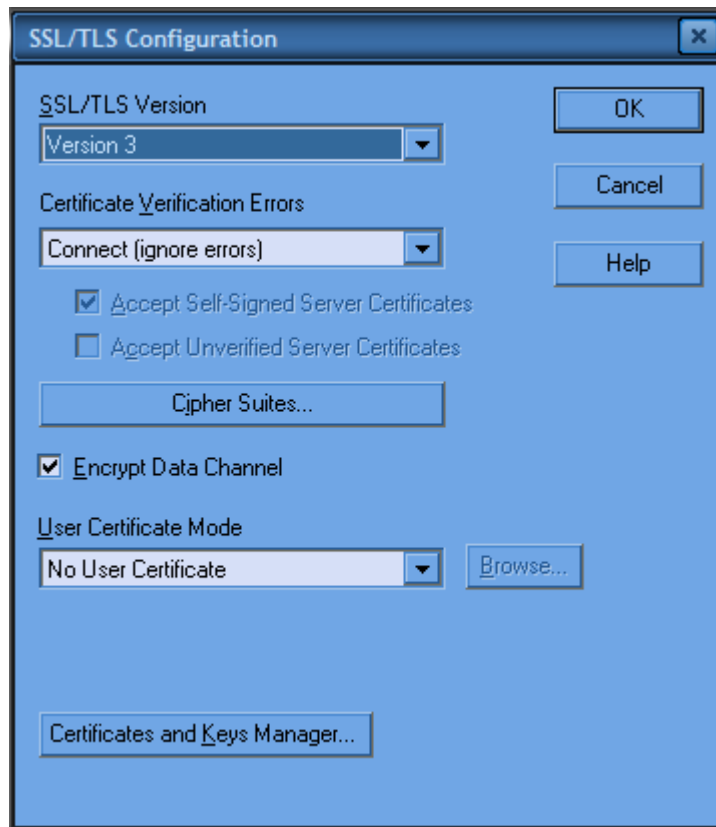 SSL/TLS Configuration
SSL/TLS Version
OK
Version 3
Cancel
Certificate Verification Errors
Connect (ignore errors)
Help
Accept Self-Signed Server Certificates
Accept Unverified Server Certificates
Cipher Suites...
Encrypt Data Channel
User Certificate Mode
No User Certificate
Browse...
Certificates and Keys Manager...